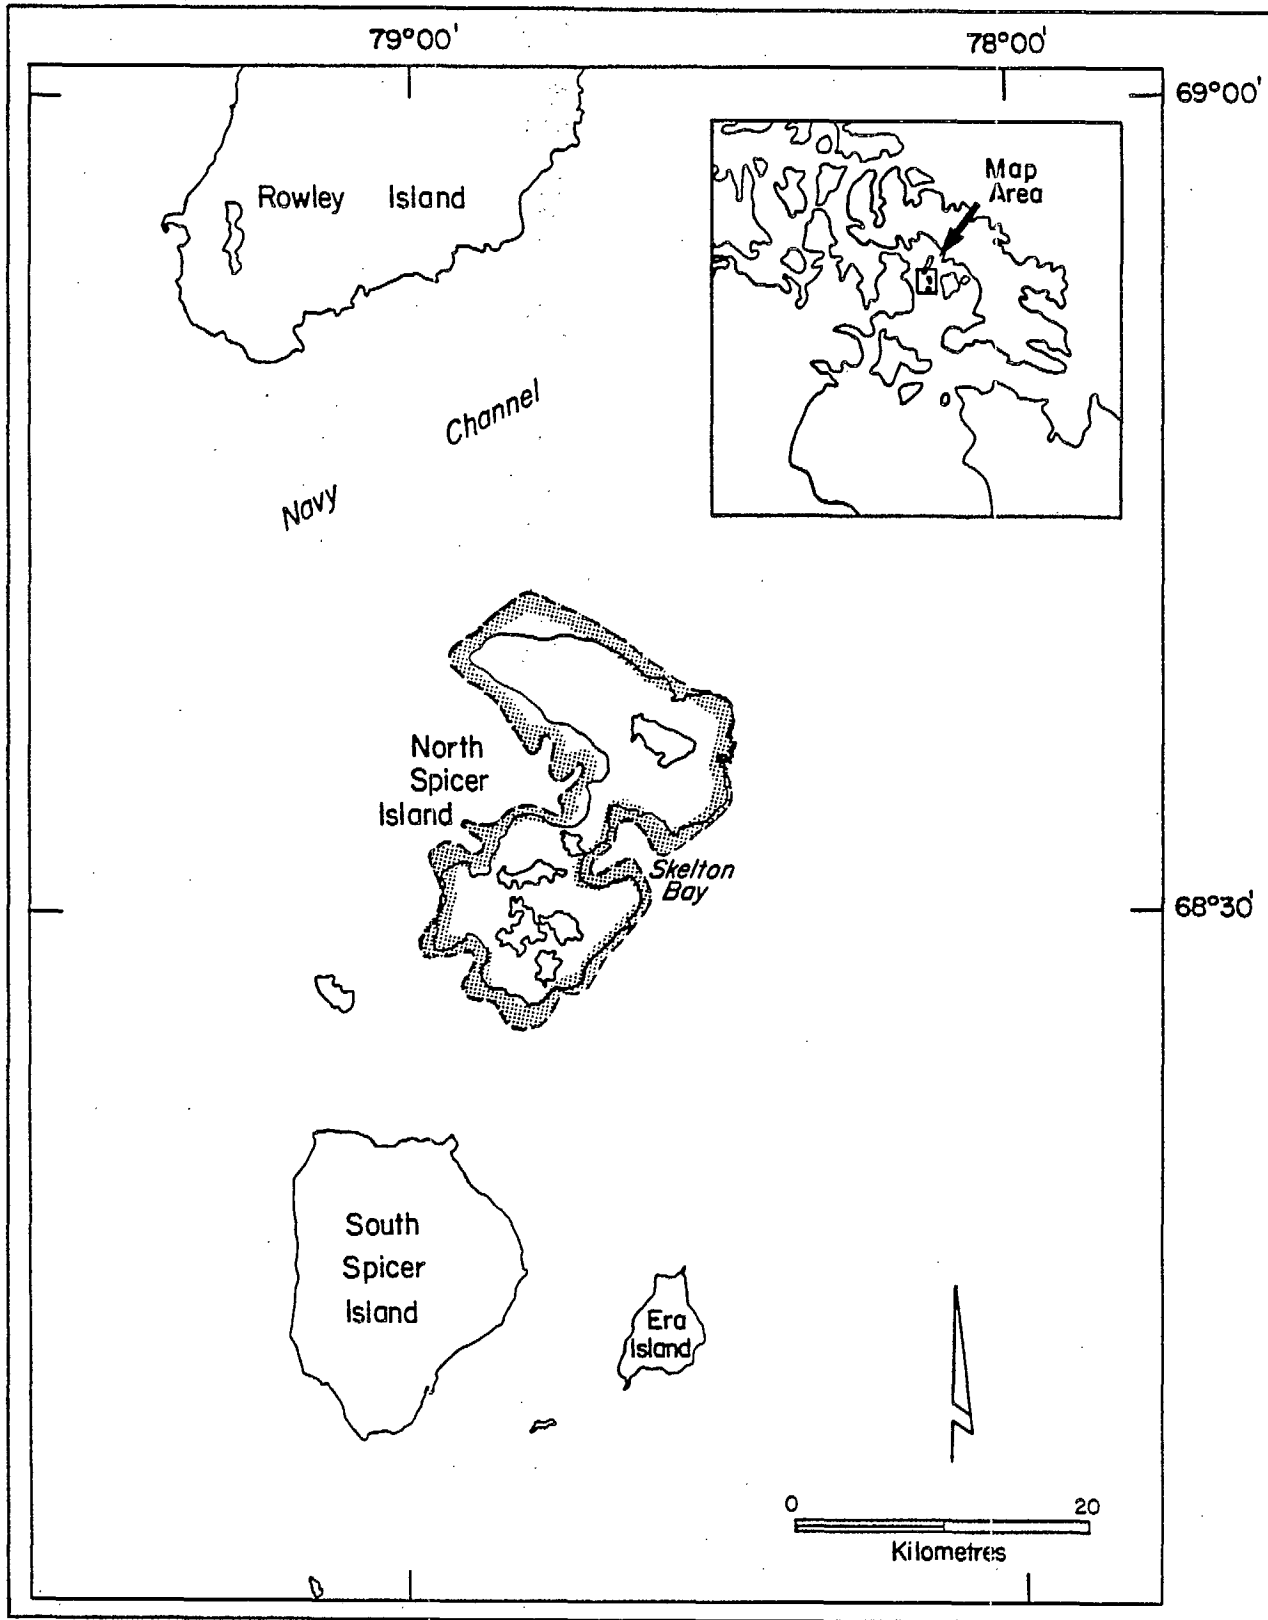 79°00'
78°00'
69°00'
Rowley Island
Map
Area
Channel
Navy
North
Spicer
Island
Skelton
Bay
68°30'
South
Spicer
Island
Era
Island
0 20
Kilometres